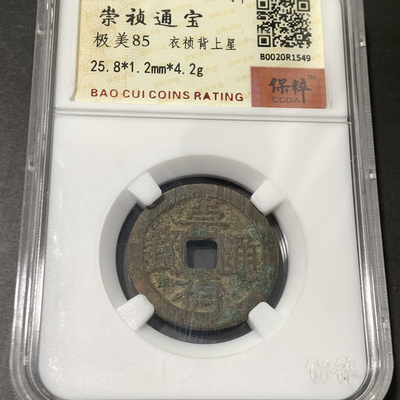 崇祯通宝
极美85 衣祯背上星
25.8*1.2mm*4.2g
BAO CUI COINS RATING
B0020R1549
保粹
CCGA
通